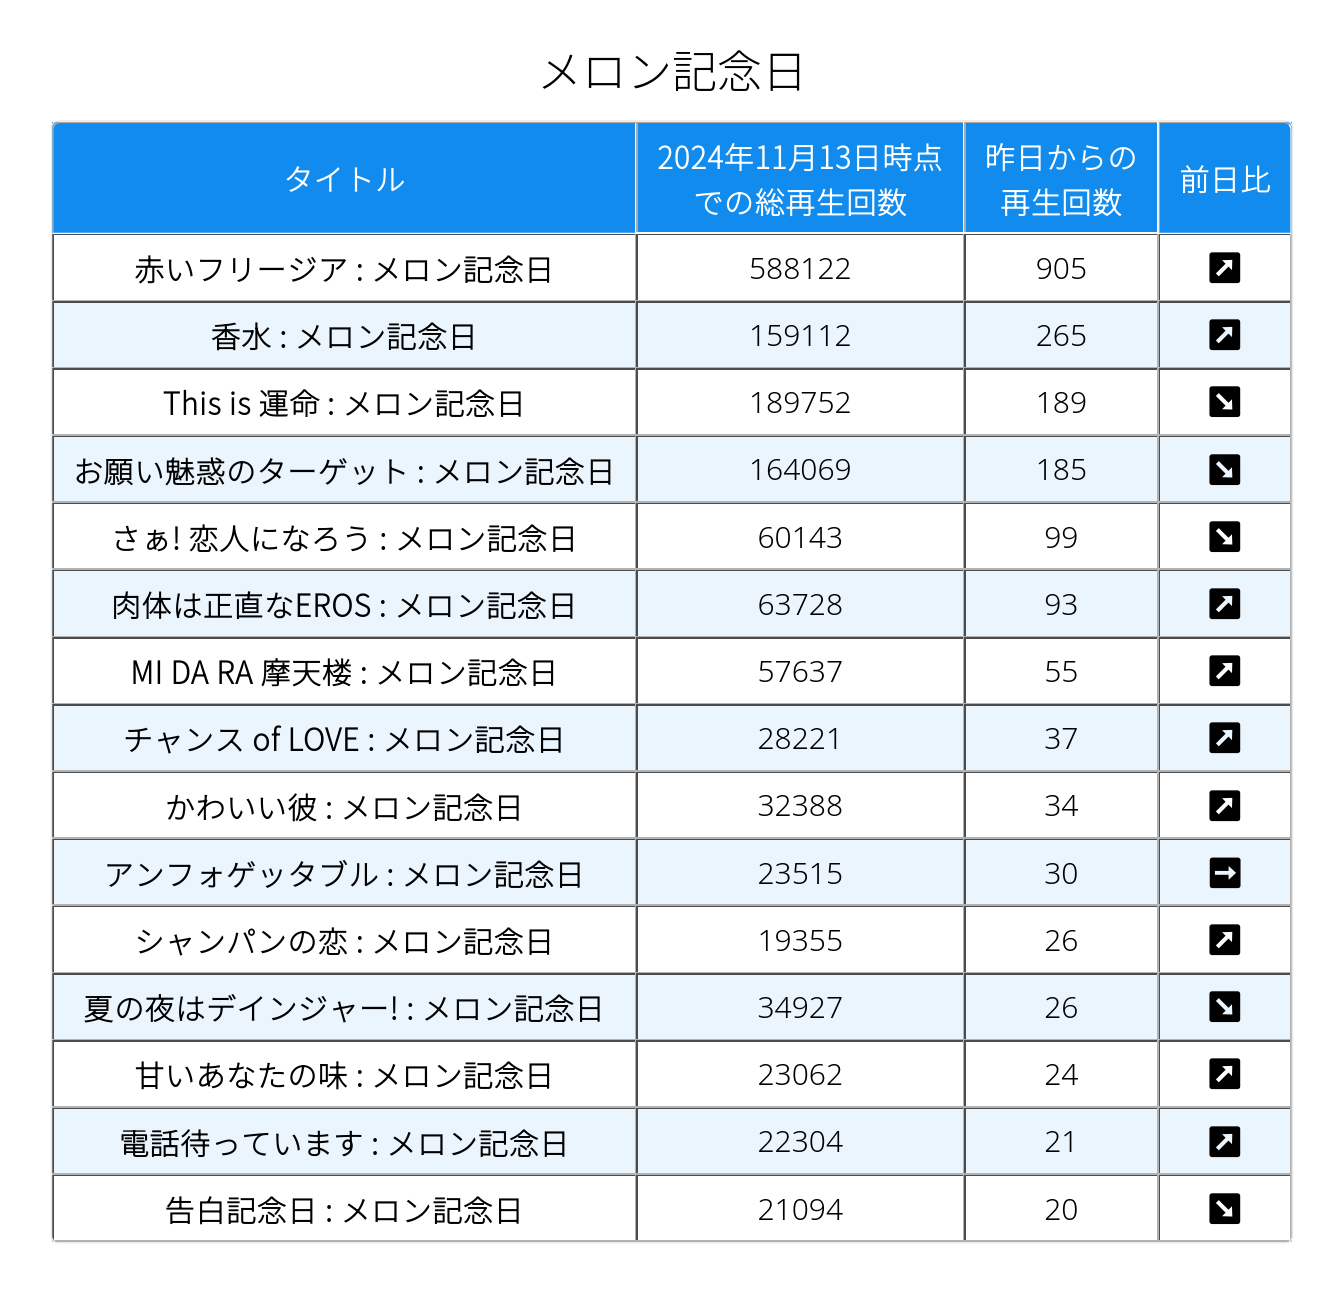 メロン記念日
タイトル
2024年11月13日時点
での総再生回数
昨日からの
再生回数
前日比
赤いフリージア : メロン記念日 588122 905 ↗
香水 : メロン記念日 159112 265 ↗
This is 運命 : メロン記念日 189752 189 ↘
お願い魅惑のターゲット : メロン記念日 164069 185 ↘
さぁ! 恋人になろう : メロン記念日 60143 99 ↘
肉体は正直なEROS : メロン記念日 63728 93 ↗
MI DA RA 摩天楼 : メロン記念日 57637 55 ↗
チャンス of LOVE : メロン記念日 28221 37 ↗
かわいい彼 : メロン記念日 32388 34 ↗
アンフォゲッタブル : メロン記念日 23515 30 →
シャンパンの恋 : メロン記念日 19355 26 ↗
夏の夜はデインジャー! : メロン記念日 34927 26 ↘
甘いあなたの味 : メロン記念日 23062 24 ↗
電話待っています : メロン記念日 22304 21 ↗
告白記念日 : メロン記念日 21094 20 ↘